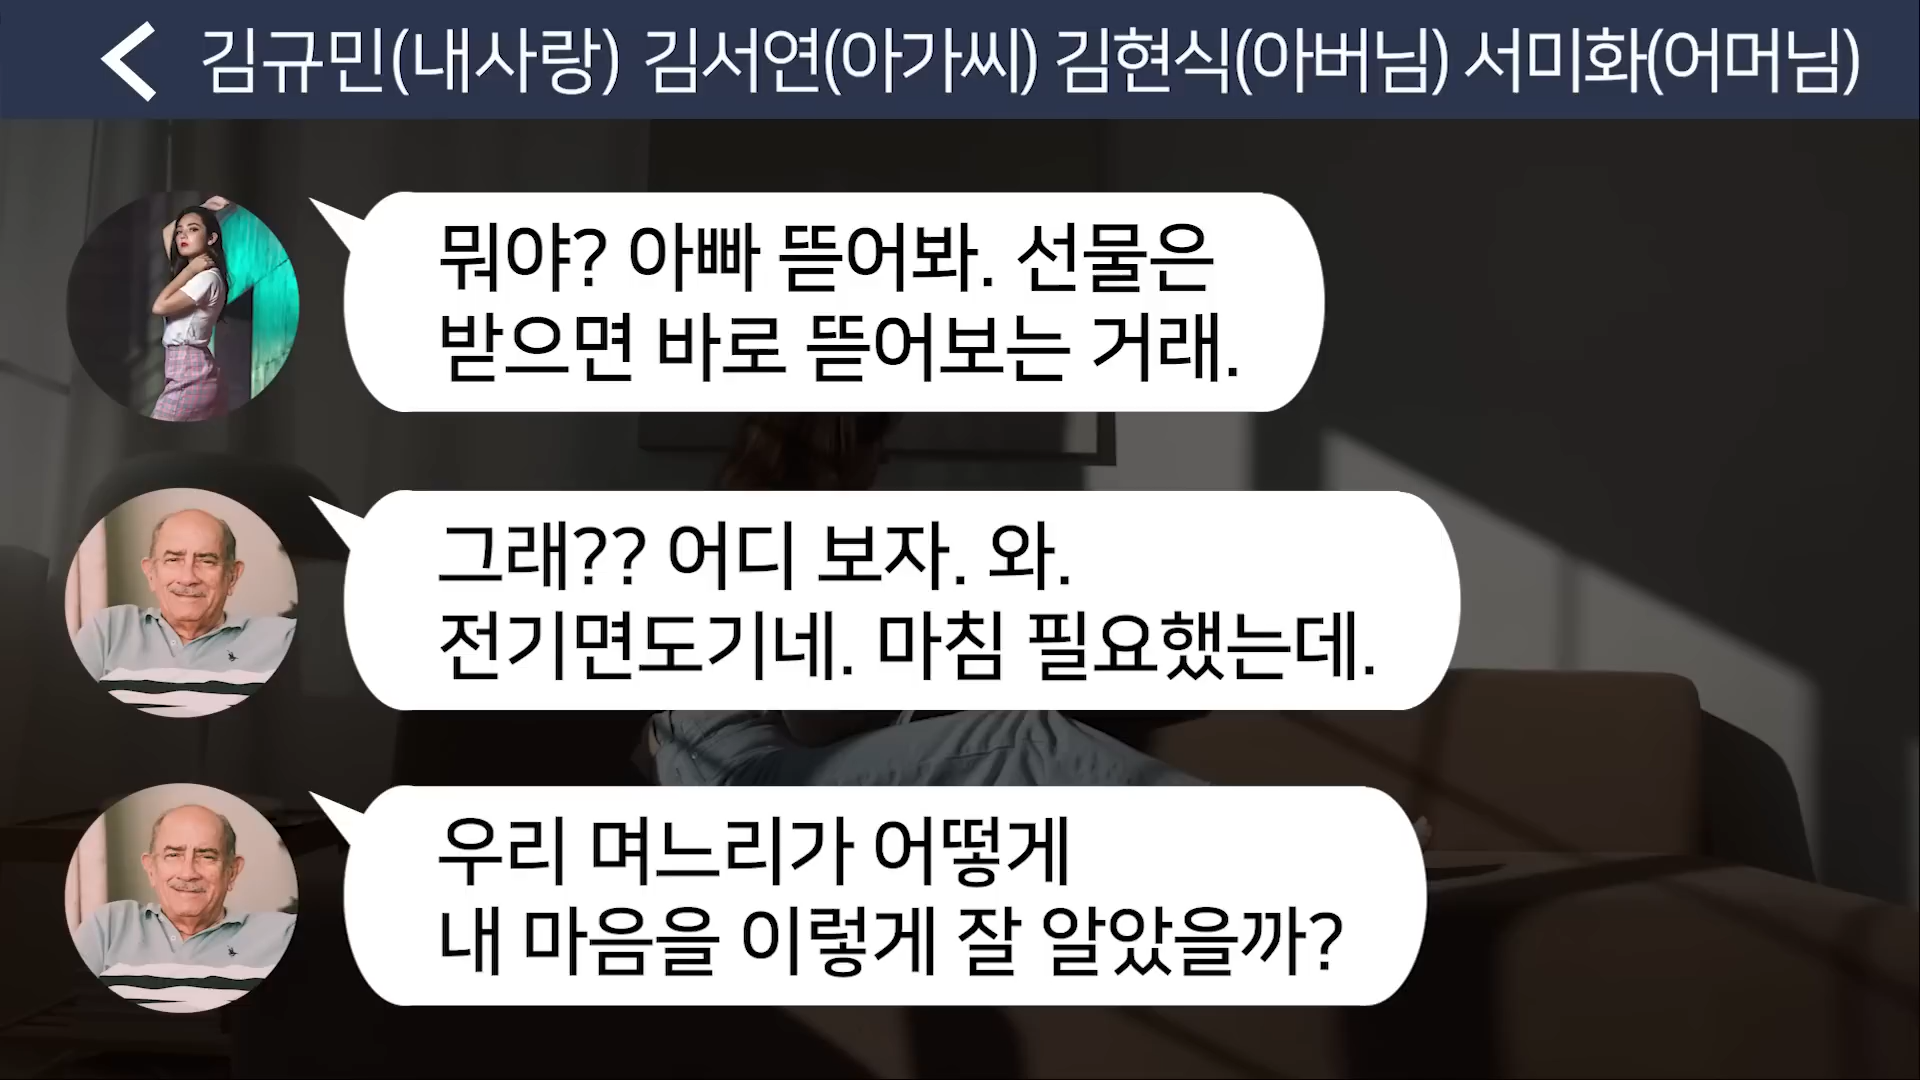 김규민(내사랑) 김서연(아가씨) 김현식(아버님) 서미화(어머님)
뭐야? 아빠 뜯어봐. 선물은
받으면 바로 뜯어보는 거래.
그래?? 어디 보자. 와.
전기면도기네. 마침 필요했는데.
우리 며느리가 어떻게
내 마음을 이렇게 잘 알았을까?